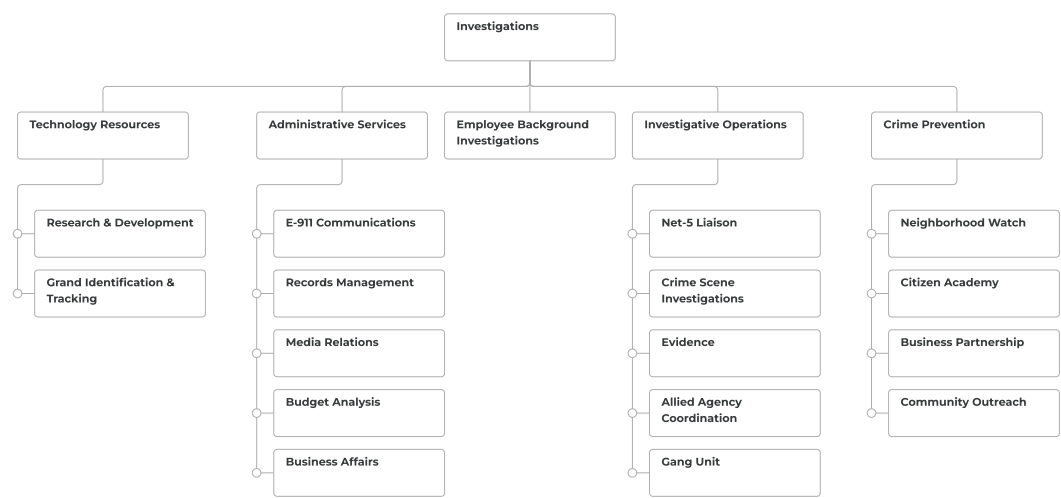 Investigations
Technology Resources
Administrative Services
Employee Background
Investigations
Investigative Operations
Crime Prevention
Research & Development
Grand Identification &
Tracking
E-911 Communications
Records Management
Media Relations
Budget Analysis
Business Affairs
Net-5 Liaison
Crime Scene
Investigations
Evidence
Allied Agency
Coordination
Gang Unit
Neighborhood Watch
Citizen Academy
Business Partnership
Community Outreach